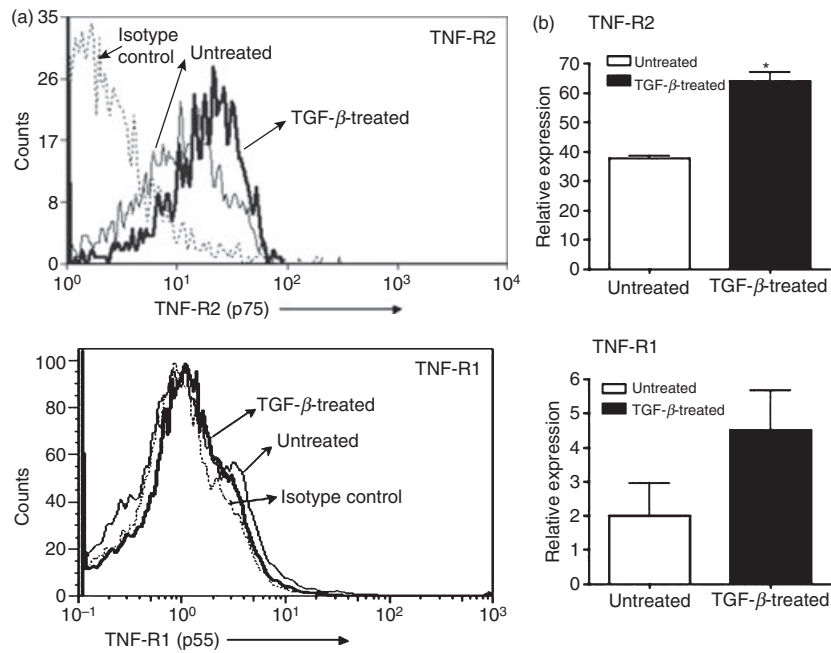 (a)
TNF-R2
Isotype control
Untreated
TGF-β-treated
35
26
17
8
0
Counts
10⁰ 10¹ 10² 10³ 10⁴
TNF-R2 (p75)
TNF-R1
TGF-β-treated
Untreated
Isotype control
100
80
60
40
20
0
Counts
10⁻¹ 10⁰ 10¹ 10² 10³
TNF-R1 (p55)
(b)
TNF-R2
Untreated
TGF-β-treated
*
70
60
50
40
30
20
10
0
Relative expression
Untreated TGF-β-treated
TNF-R1
Untreated
TGF-β-treated
6
5
4
3
2
1
0
Relative expression
Untreated TGF-β-treated